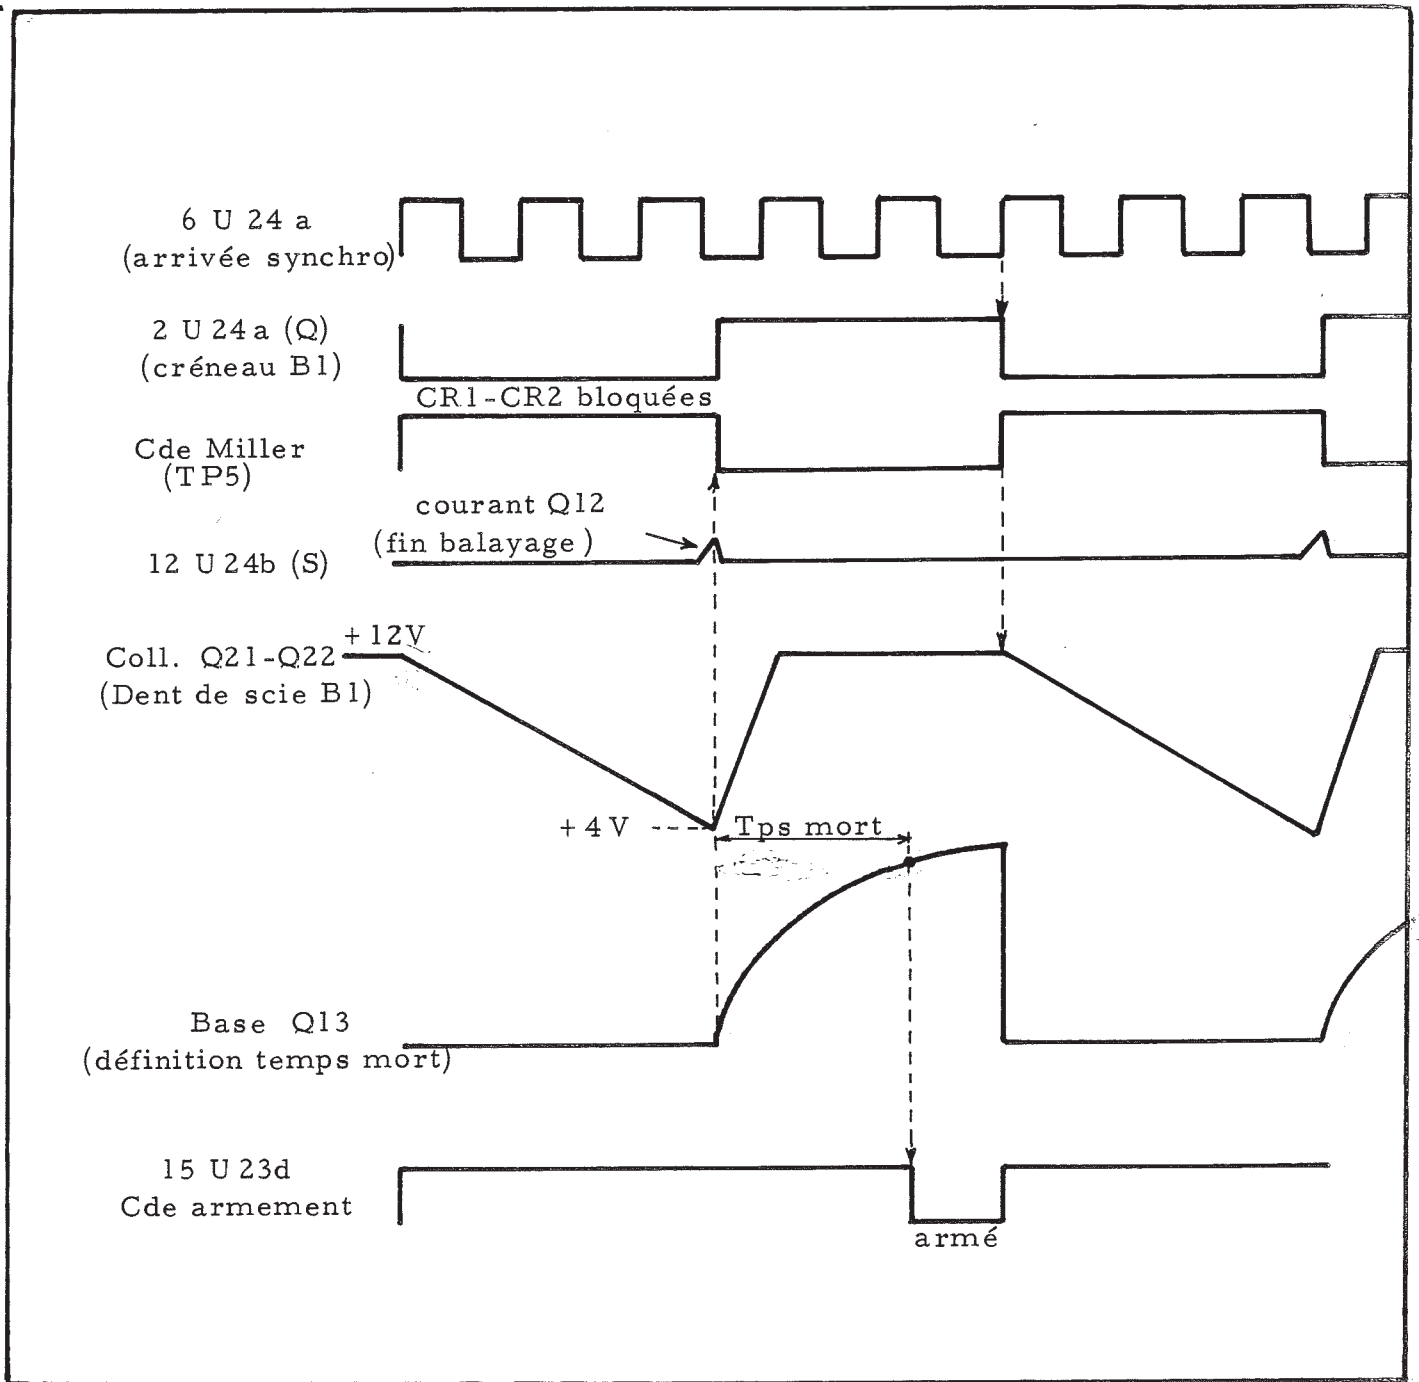 6 U 24 a
(arrivée synchro)
2 U 24 a (Q)
(créneau B1)
CR1-CR2 bloquées
Cde Miller
(TP5)
courant Q12
(fin balayage)
12 U 24b (S)
+ 12V
Coll. Q21-Q22
(Dent de scie B1)
+ 4 V
Tps mort
Base Q13
(définition temps mort)
15 U 23d
Cde armement
armé